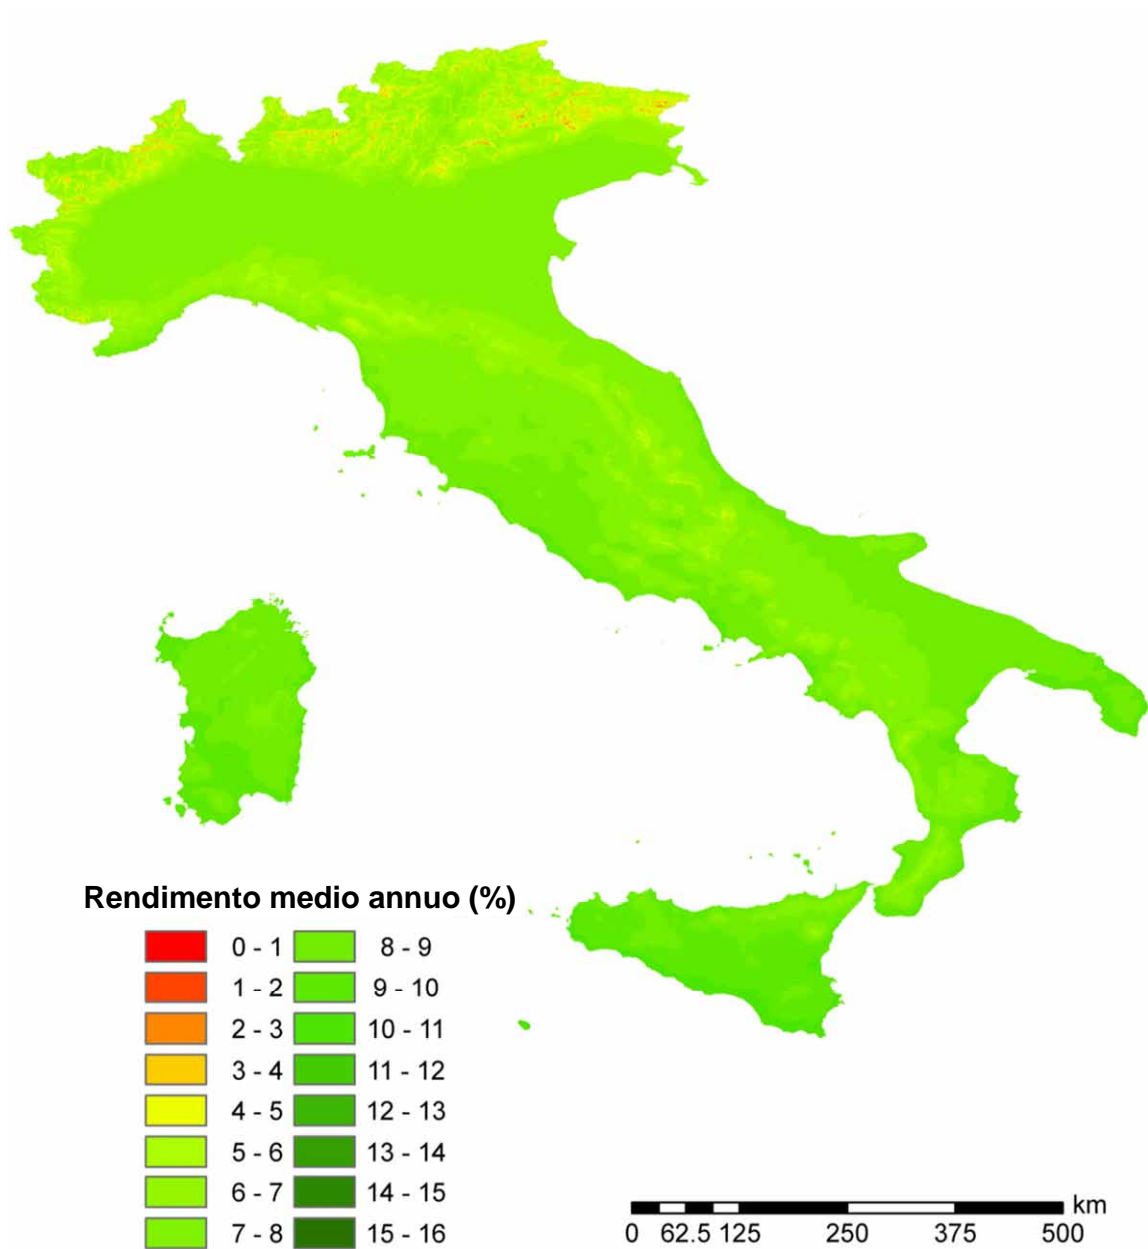 Rendimento medio annuo (%)
0 - 1 8 - 9
1 - 2 9 - 10
2 - 3 10 - 11
3 - 4 11 - 12
4 - 5 12 - 13
5 - 6 13 - 14
6 - 7 14 - 15
7 - 8 15 - 16
km
0 62.5 125 250 375 500